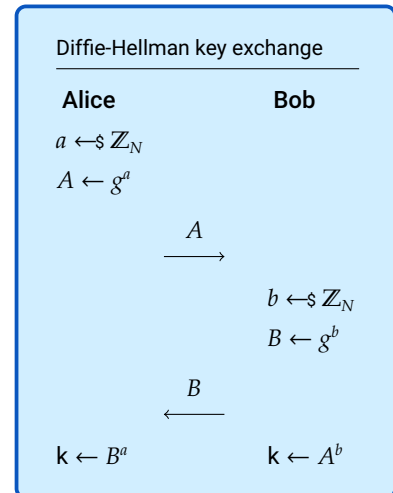 Diffie-Hellman key exchange
Alice Bob
a ←$ ℤ_N
A ← g^a
A
b ←$ ℤ_N
B ← g^b
B
k ← B^a k ← A^b